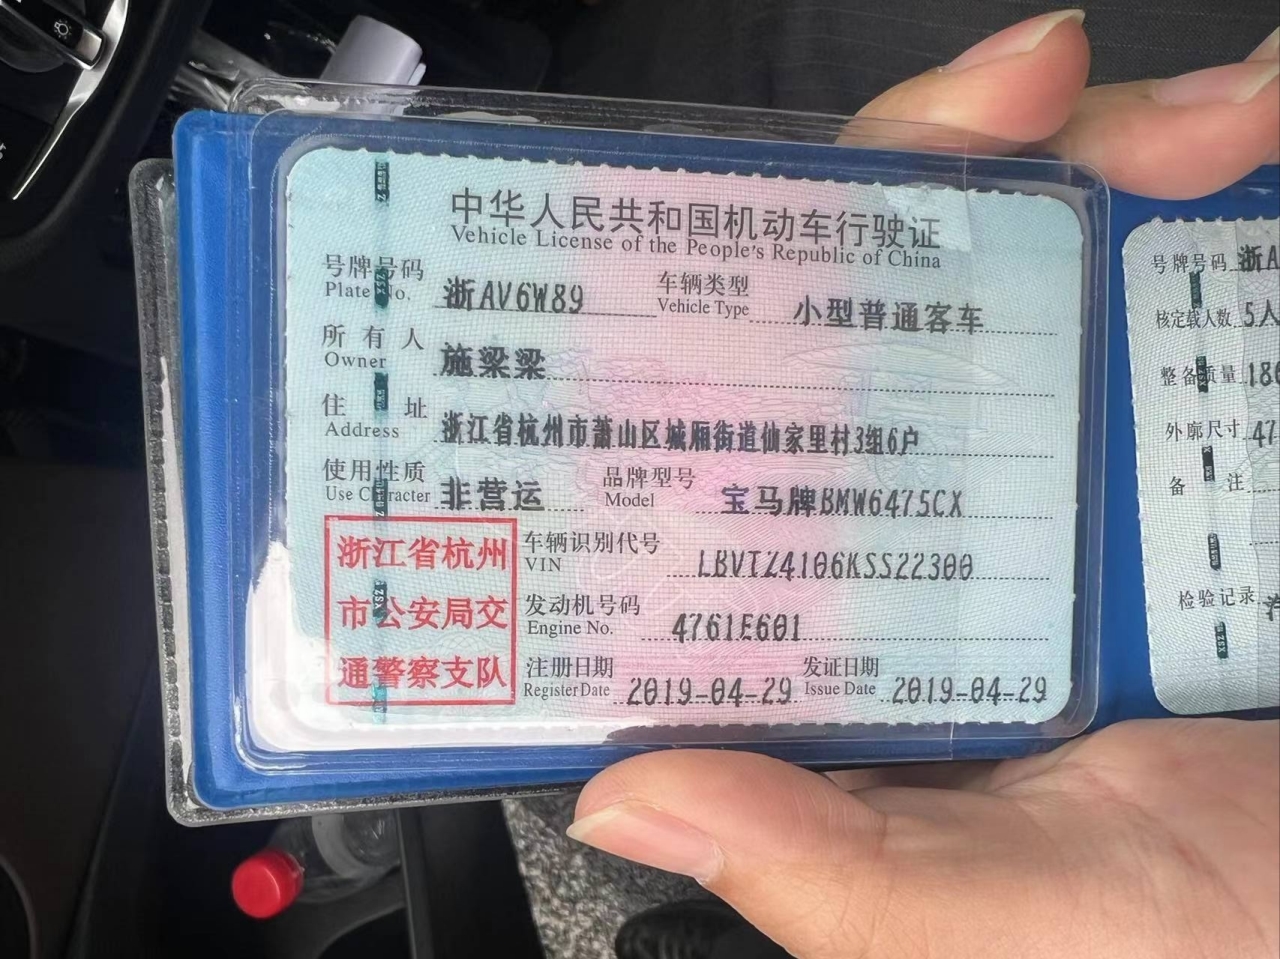 中华人民共和国机动车行驶证
Vehicle License of the People's Republic of China
号牌号码 浙AV6W89 车辆类型 小型普通客车
Plate No. Vehicle Type
所有人 施梁梁
Owner
住址 浙江省杭州市萧山区城厢街道仙家里村3组6户
Address
使用性质 非营运 品牌型号 宝马牌BMW6475CX
Use Character Model
浙江省杭州
市公安局交
通警察支队
车辆识别代号 LBVTZ4106KSS22300
VIN
发动机号码 4761E601
Engine No.
注册日期 2019-04-29 发证日期 2019-04-29
Register Date Issue Date
号牌号码 浙A
核定载人数 5人
整备质量 186
外廓尺寸 47
备注
检验记录